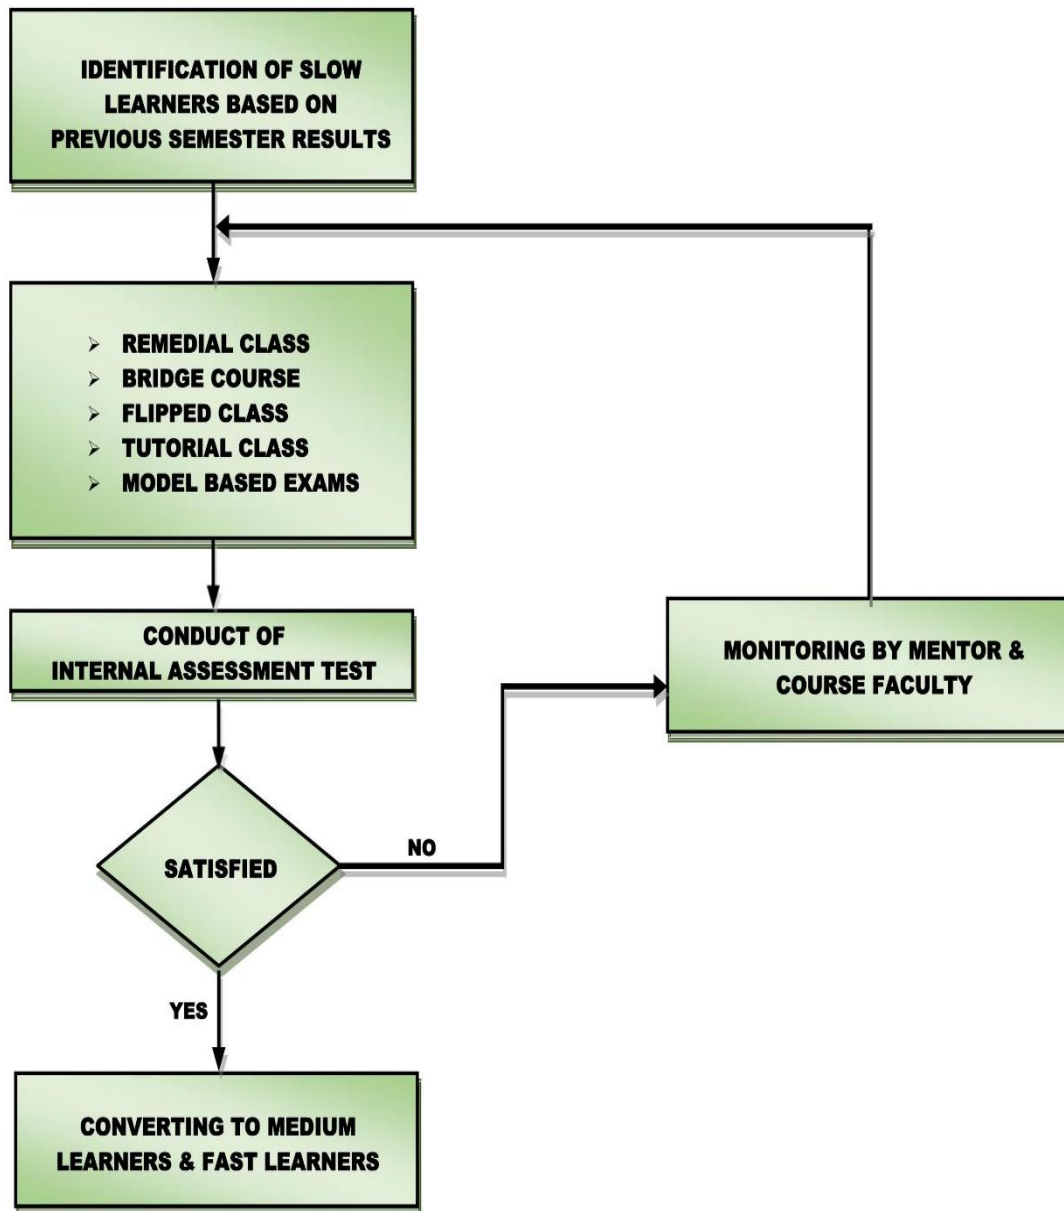 IDENTIFICATION OF SLOW
LEARNERS BASED ON
PREVIOUS SEMESTER RESULTS
➢ REMEDIAL CLASS
➢ BRIDGE COURSE
➢ FLIPPED CLASS
➢ TUTORIAL CLASS
➢ MODEL BASED EXAMS
CONDUCT OF
INTERNAL ASSESSMENT TEST
MONITORING BY MENTOR &
COURSE FACULTY
SATISFIED
NO
YES
CONVERTING TO MEDIUM
LEARNERS & FAST LEARNERS